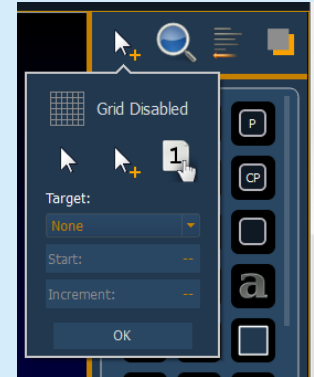 Grid Disabled
P
1
CP
Target:
None
Start: --
a
Increment: --
OK